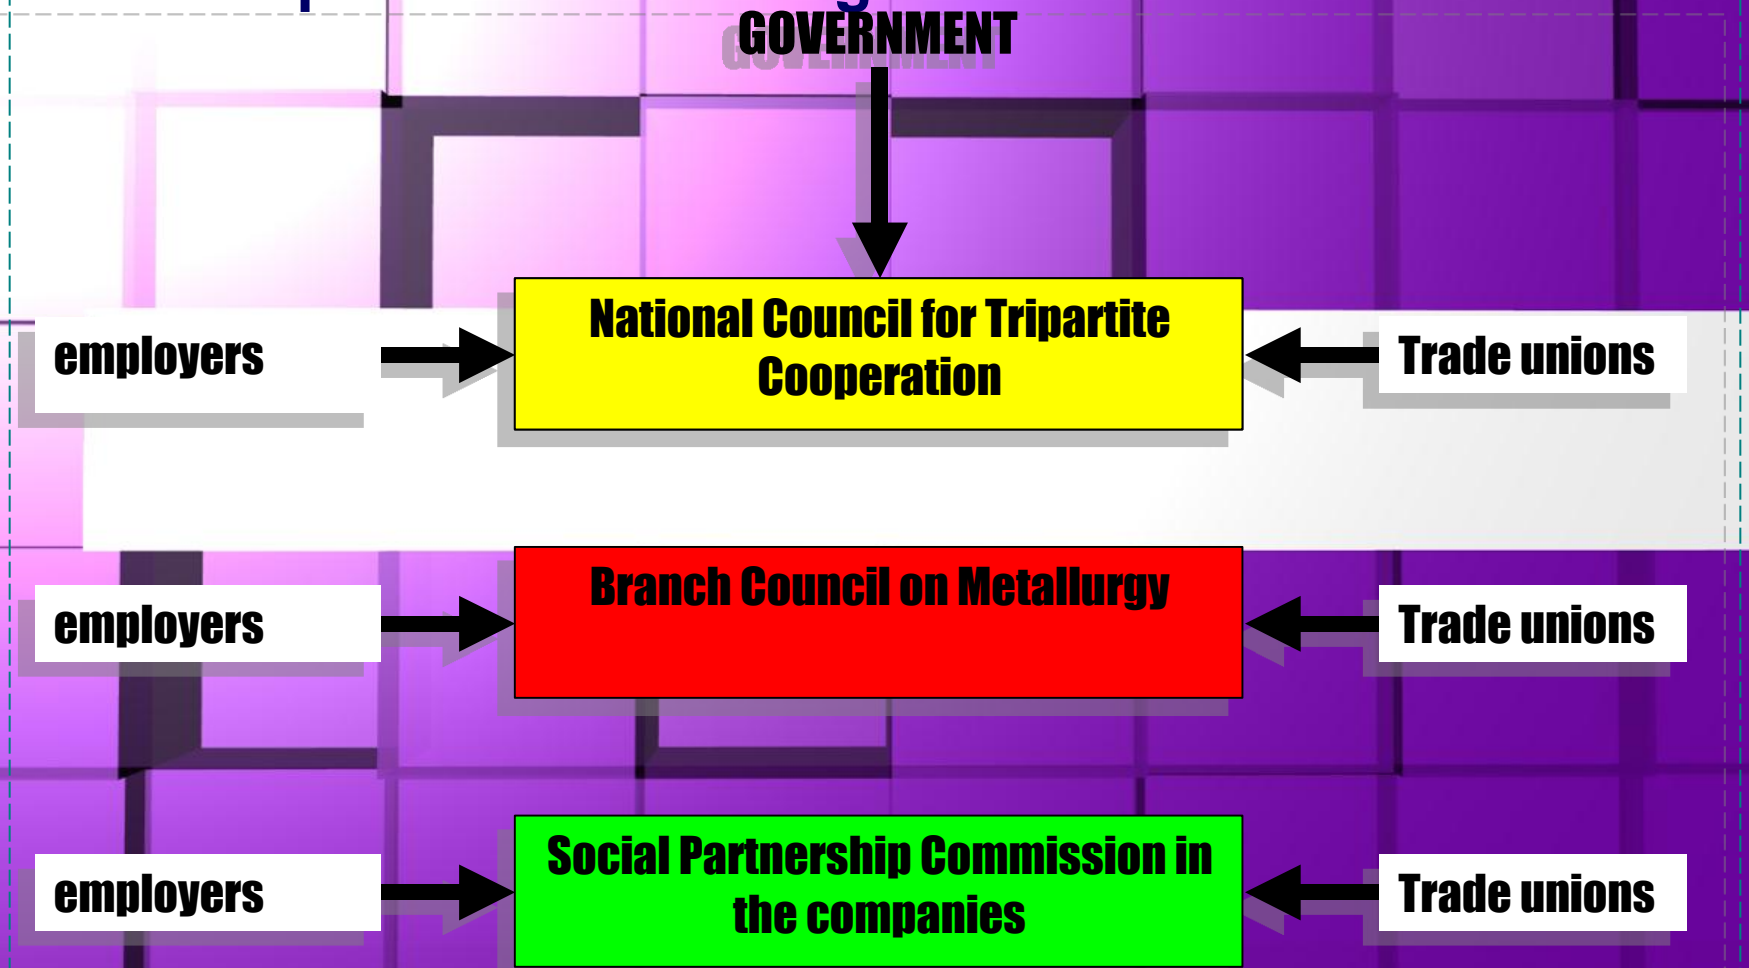 GOVERNMENT
National Council for Tripartite
Cooperation
employers
Trade unions
Branch Council on Metallurgy
employers
Trade unions
Social Partnership Commission in
the companies
employers
Trade unions